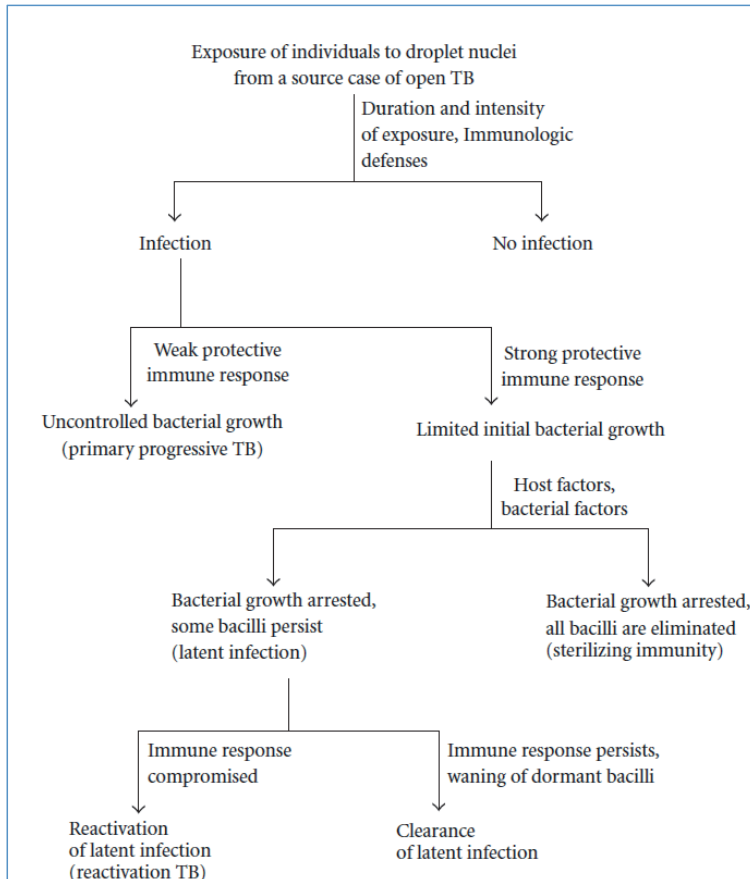 Exposure of individuals to droplet nuclei
from a source case of open TB
Duration and intensity
of exposure, Immunologic
defenses
Infection
No infection
Weak protective
immune response
Strong protective
immune response
Uncontrolled bacterial growth
(primary progressive TB)
Limited initial bacterial growth
Host factors,
bacterial factors
Bacterial growth arrested,
some bacilli persist
(latent infection)
Bacterial growth arrested,
all bacilli are eliminated
(sterilizing immunity)
Immune response
compromised
Immune response persists,
waning of dormant bacilli
Reactivation
of latent infection
(reactivation TB)
Clearance
of latent infection